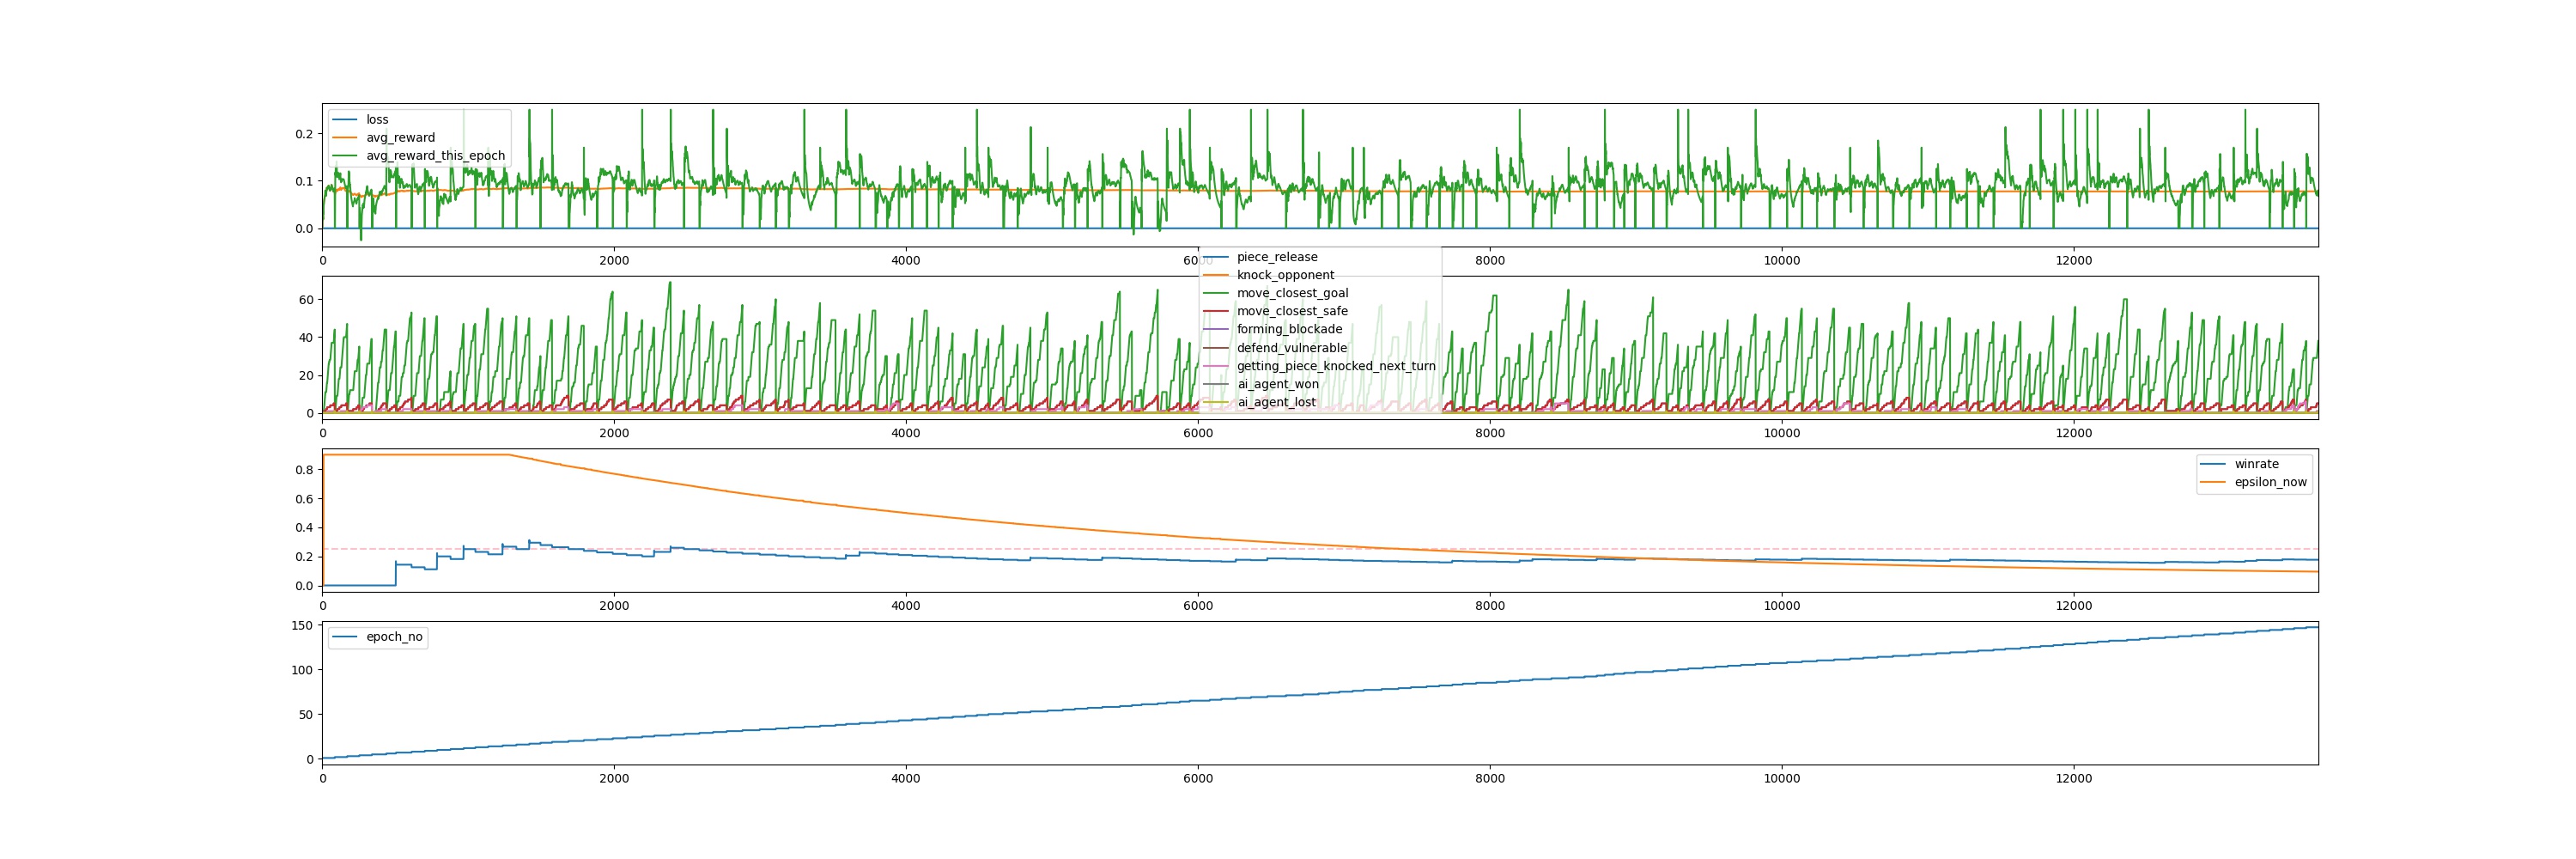 loss
avg_reward
avg_reward_this_epoch
0.2
0.1
0.0
0 2000 4000 6000 8000 10000 12000
piece_release
knock_opponent
move_closest_goal
move_closest_safe
forming_blockade
defend_vulnerable
getting_piece_knocked_next_turn
ai_agent_won
ai_agent_lost
60
40
20
0
0 2000 4000 6000 8000 10000 12000
winrate
epsilon_now
0.8
0.6
0.4
0.2
0.0
0 2000 4000 6000 8000 10000 12000
epoch_no
150
100
50
0
0 2000 4000 6000 8000 10000 12000